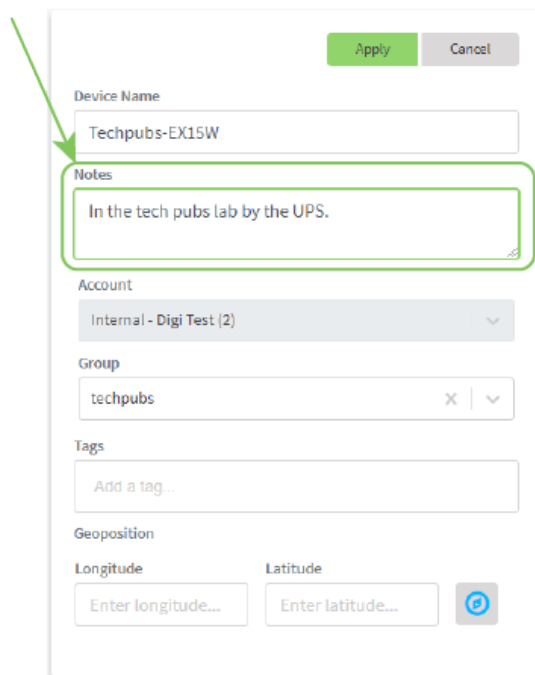 Apply Cancel
Device Name
Techpubs-EX15W
Notes
In the tech pubs lab by the UPS.
Account
Internal - Digi Test (2)
Group
techpubs
Tags
Add a tag...
Geoposition
Longitude Latitude
Enter longitude... Enter latitude...